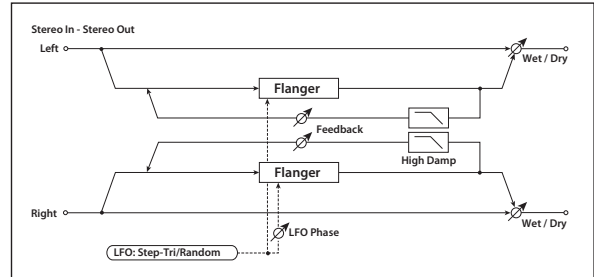 Stereo In - Stereo Out
Left
Wet / Dry
Flanger
Feedback
High Damp
Flanger
Right
Wet / Dry
LFO Phase
LFO: Step-Tri/Random